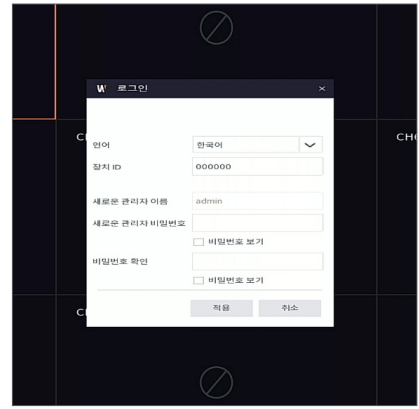 W 로그인 ×
CH
언어 한국어
장치 ID 000000
새로운 관리자 이름 admin
새로운 관리자 비밀번호
비밀번호 보기
비밀번호 확인
비밀번호 보기
적용 취소